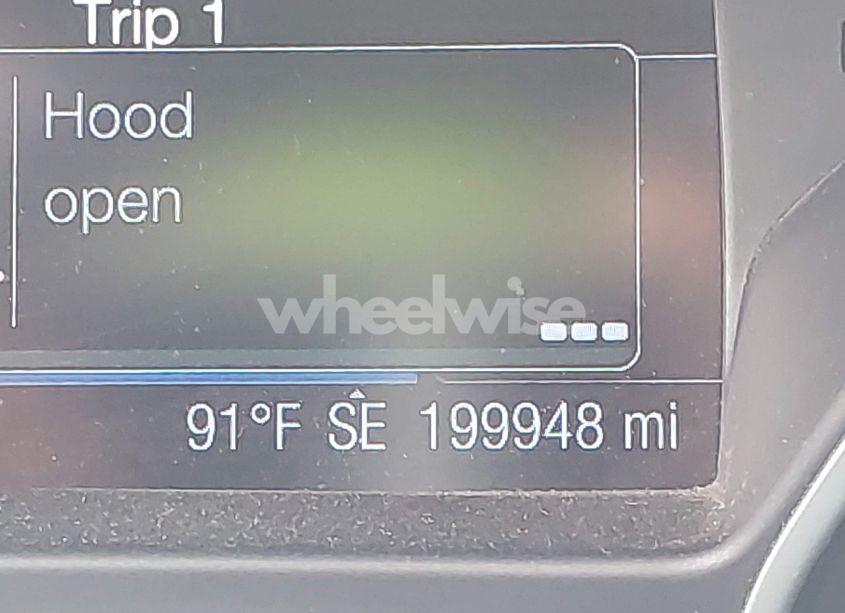 Trip 1
Hood
open
wheelwise
91°F SE 199948 mi